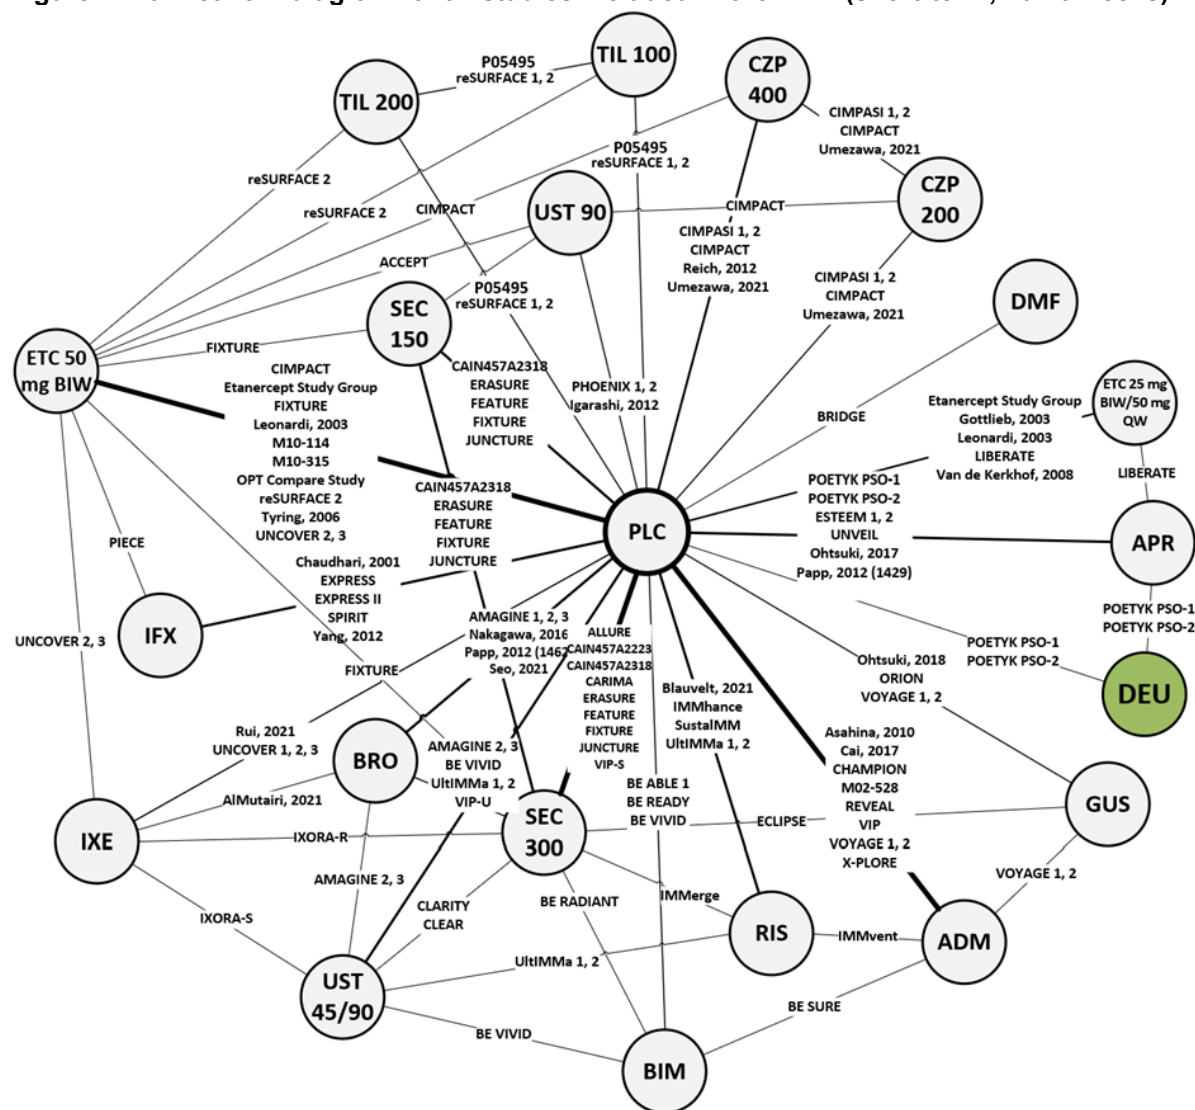 TIL 100
P05495
reSURFACE 1, 2
TIL 200
CZP
400
CIMPASI 1, 2
CIMPACT
Umezawa, 2021
P05495
reSURFACE 1, 2
reSURFACE 2
reSURFACE 2
CIMPACT
UST 90
CIMPACT
CZP
200
CIMPASI 1, 2
CIMPACT
Reich, 2012
Umezawa, 2021
ACCEPT
P05495
reSURFACE 1, 2
CIMPASI 1, 2
CIMPACT
Umezawa, 2021
DMF
SEC
150
FIXTURE
ETC 50
mg BIW
CIMPACT
Etanercept Study Group
FIXTURE
Leonardi, 2003
M10-114
M10-315
OPT Compare Study
reSURFACE 2
Tyring, 2006
UNCOVER 2, 3
CAIN457A2318
ERASURE
FEATURE
FIXTURE
JUNCTURE
PHOENIX 1, 2
Igarashi, 2012
BRIDGE
ETC 25 mg
BIW/50 mg
QW
Etanercept Study Group
Gottlieb, 2003
Leonardi, 2003
LIBERATE
Van de Kerkhof, 2008
LIBERATE
CAIN457A2318
ERASURE
FEATURE
FIXTURE
JUNCTURE
PLC
POETYK PSO-1
POETYK PSO-2
ESTEEM 1, 2
UNVEIL
Ohtsuki, 2017
Papp, 2012 (1429)
APR
PIECE
Chaudhari, 2001
EXPRESS
EXPRESS II
SPIRIT
Yang, 2012
IFX
UNCOVER 2, 3
FIXTURE
AMAGINE 1, 2, 3
Nakagawa, 2016
Papp, 2012 (1462
Seo, 2021
ALLURE
CAIN457A2223
CAIN457A2318
CARIMA
ERASURE
FEATURE
FIXTURE
JUNCTURE
VIP-S
POETYK PSO-1
POETYK PSO-2
POETYK PSO-1
POETYK PSO-2
DEU
Ohtsuki, 2018
ORION
VOYAGE 1, 2
Blauvelt, 2021
IMMhance
SustaIMM
UltIMMa 1, 2
Rui, 2021
UNCOVER 1, 2, 3
BRO
AMAGINE 2, 3
BE VIVID
UltIMMa 1, 2
VIP-U
Asahina, 2010
Cai, 2017
CHAMPION
M02-528
REVEAL
VIP
VOYAGE 1, 2
X-PLORE
BE ABLE 1
BE READY
BE VIVID
AlMutairi, 2021
IXE
IXORA-R
SEC
300
ECLIPSE
GUS
AMAGINE 2, 3
VOYAGE 1, 2
IXORA-S
CLARITY
CLEAR
BE RADIANT
IMMerge
RIS
IMMvent
ADM
UST
45/90
UltIMMa 1, 2
BE VIVID
BE SURE
BIM